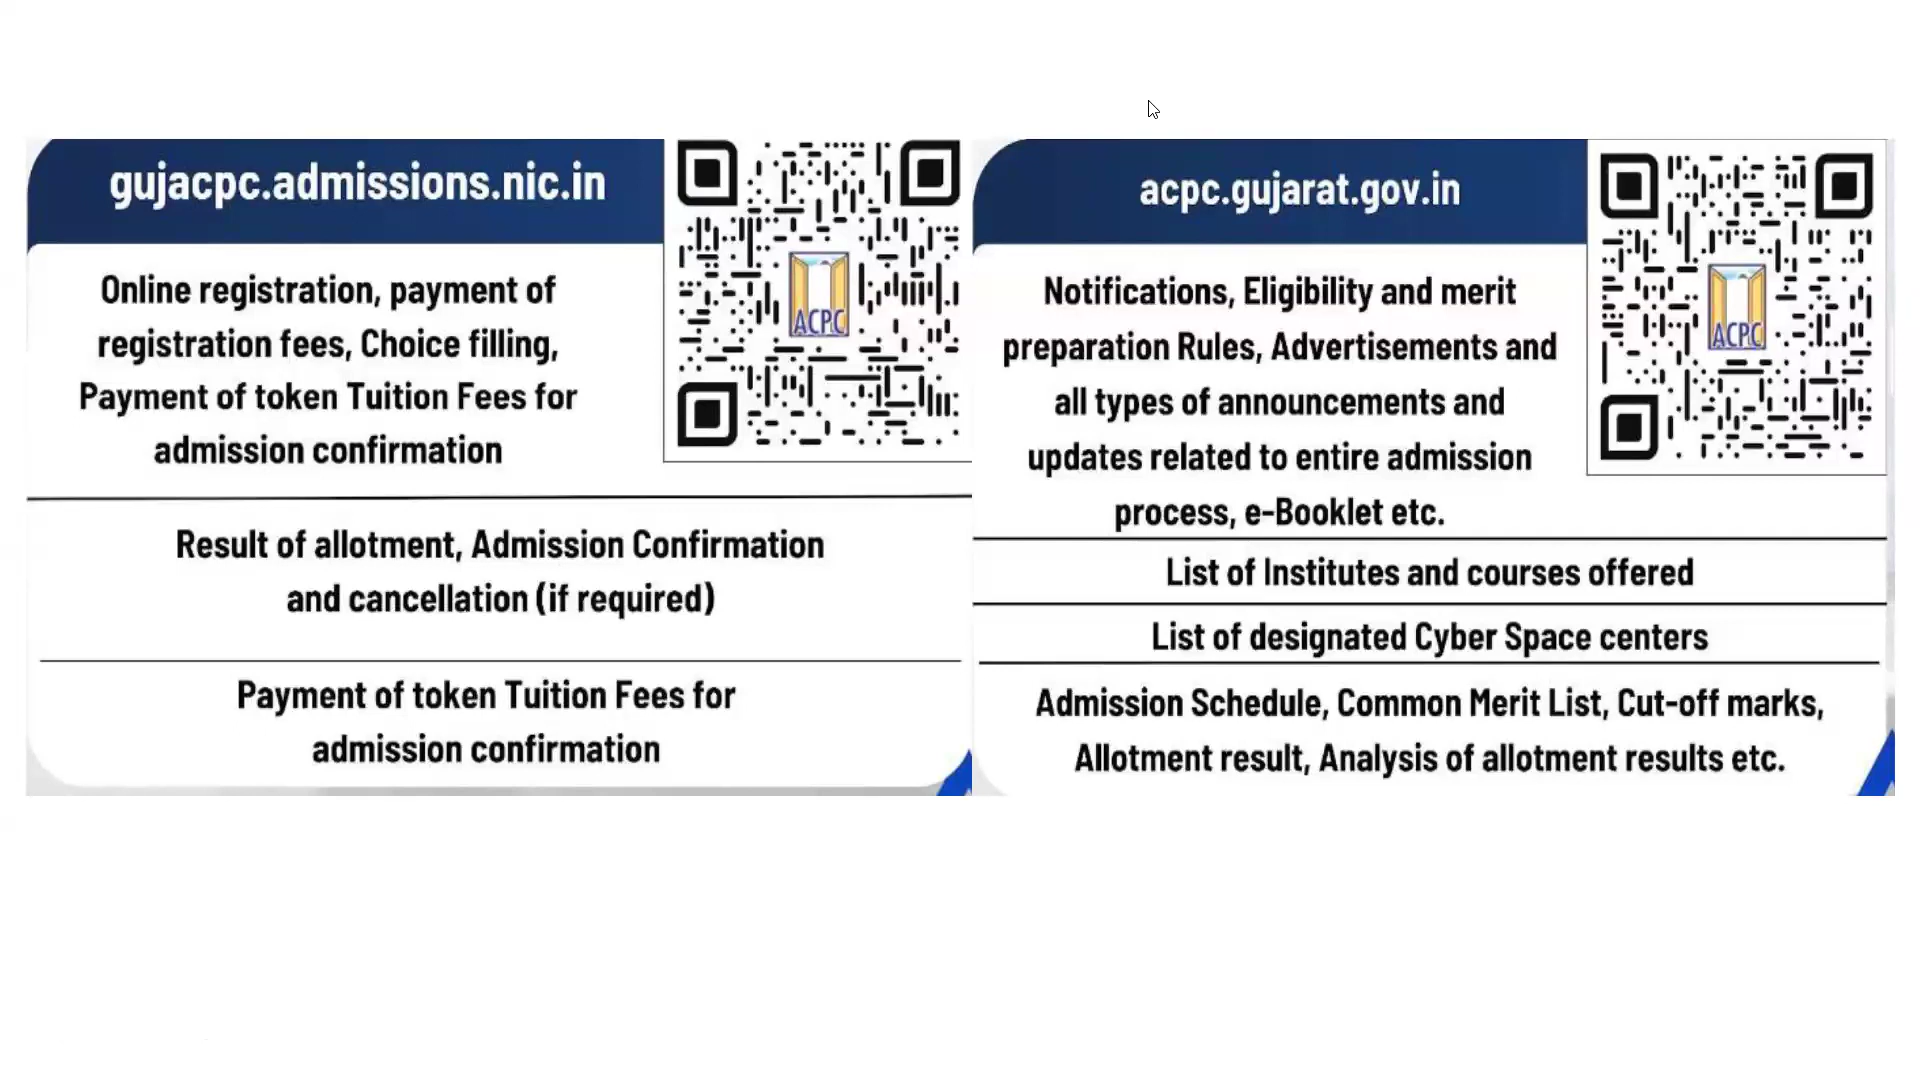 gujacpc.admissions.nic.in
Online registration, payment of
registration fees, Choice filling,
Payment of token Tuition Fees for
admission confirmation
ACPC
Result of allotment, Admission Confirmation
and cancellation (if required)
Payment of token Tuition Fees for
admission confirmation
acpc.gujarat.gov.in
Notifications, Eligibility and merit
preparation Rules, Advertisements and
all types of announcements and
updates related to entire admission
process, e-Booklet etc.
ACPC
List of Institutes and courses offered
List of designated Cyber Space centers
Admission Schedule, Common Merit List, Cut-off marks,
Allotment result, Analysis of allotment results etc.